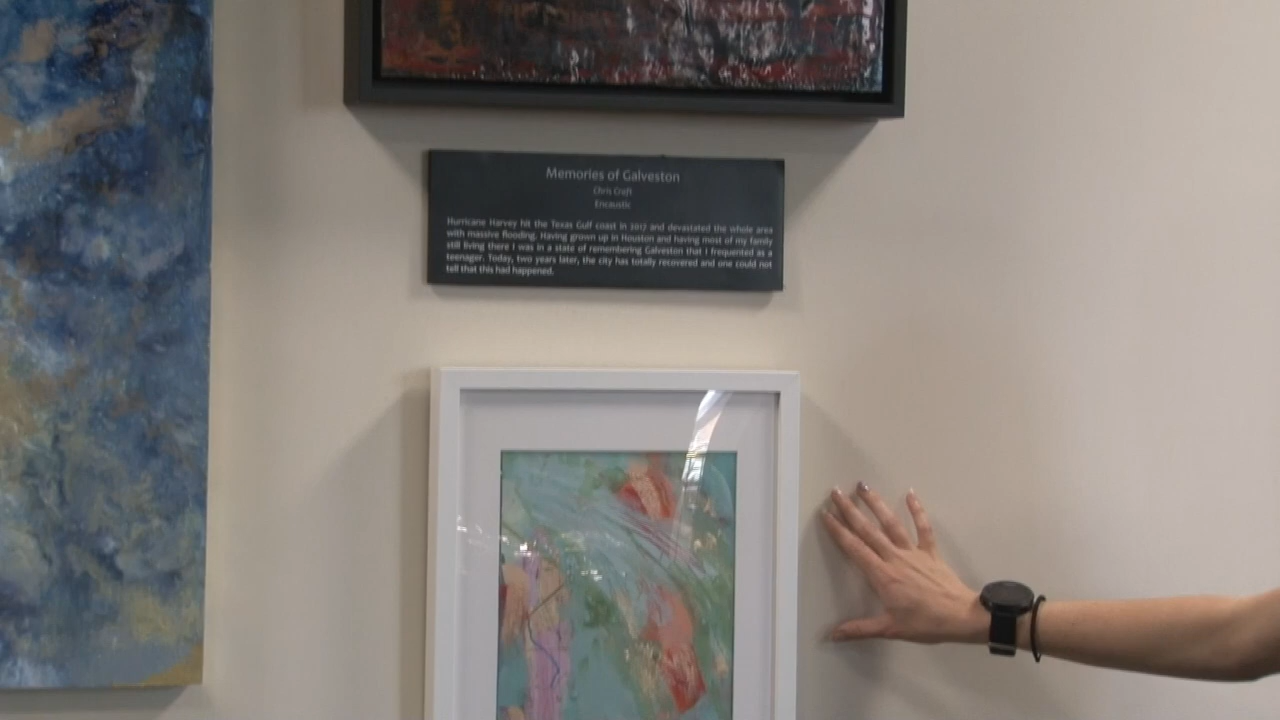 Memories of Galveston
Chris Craft
Encaustic
Hurricane Harvey hit the Texas Gulf coast in 2017 and devastated the whole area
with massive flooding. Having grown up in Houston and having most of my family
still living there I was in a state of remembering Galveston that I frequented as a
teenager. Today, two years later, the city has totally recovered and one could not
tell that this had happened.